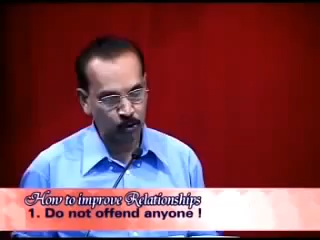 How to improve Relationships
1. Do not offend anyone !